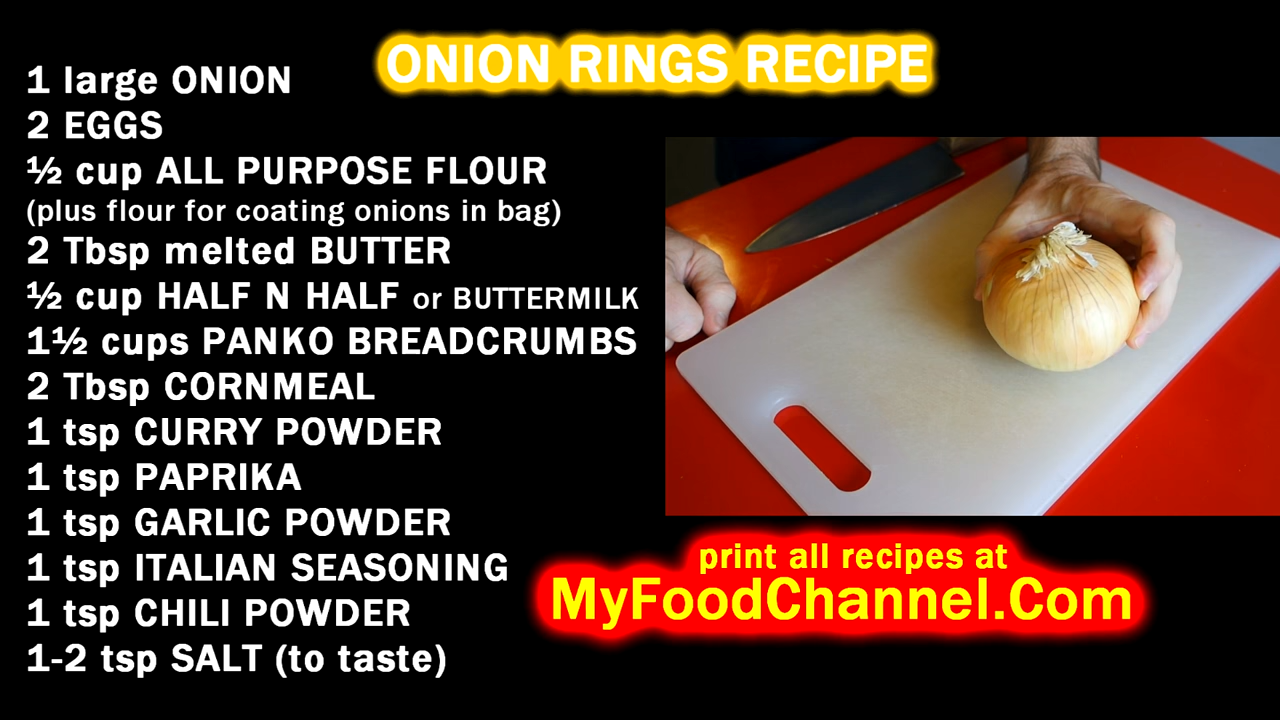 ONION RINGS RECIPE
1 large ONION
2 EGGS
½ cup ALL PURPOSE FLOUR
(plus flour for coating onions in bag)
2 Tbsp melted BUTTER
½ cup HALF N HALF or BUTTERMILK
1½ cups PANKO BREADCRUMBS
2 Tbsp CORNMEAL
1 tsp CURRY POWDER
1 tsp PAPRIKA
1 tsp GARLIC POWDER
1 tsp ITALIAN SEASONING
1 tsp CHILI POWDER
1-2 tsp SALT (to taste)
print all recipes at
MyFoodChannel.Com